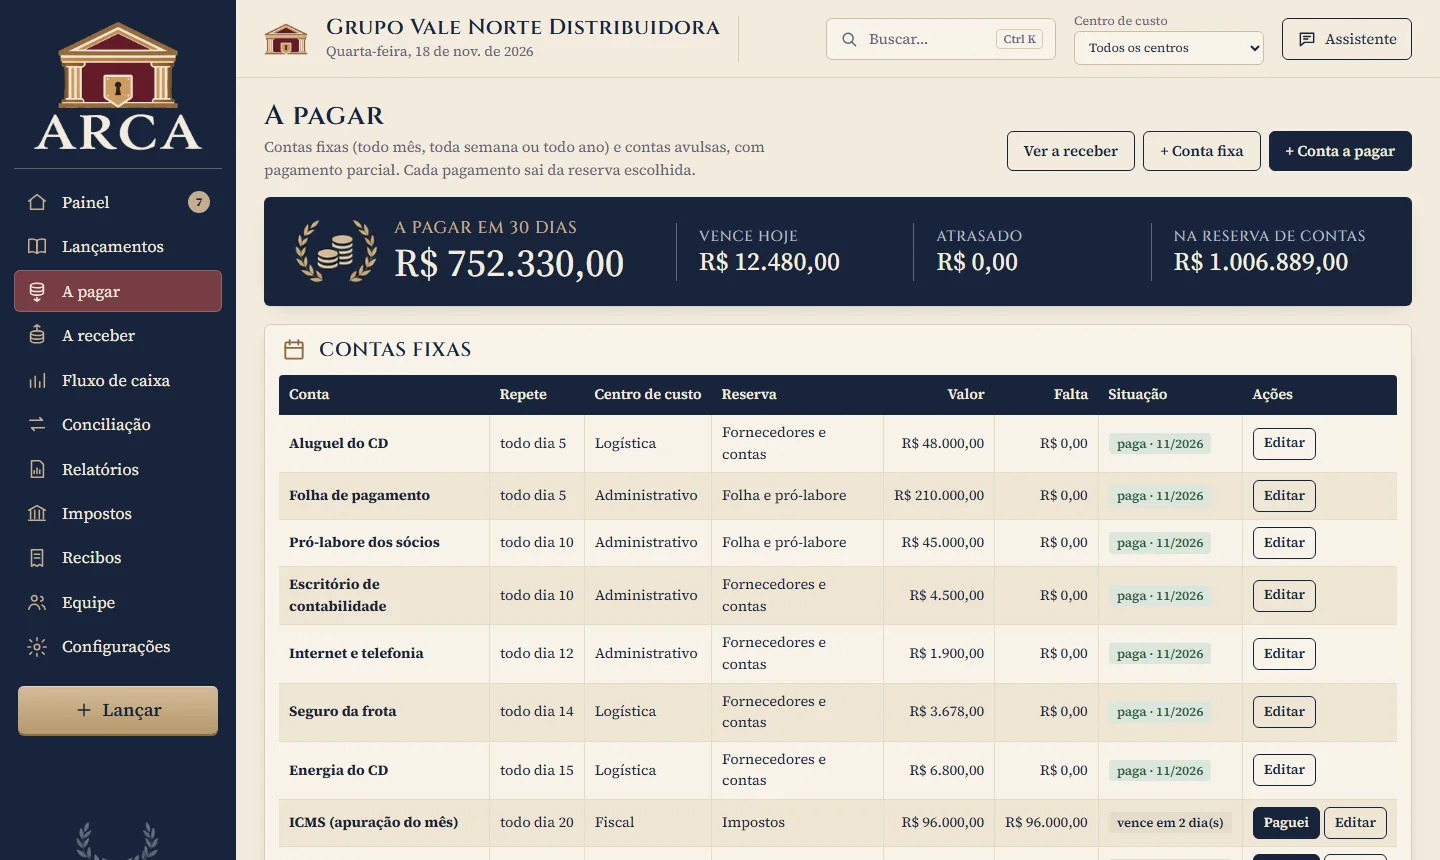 ARCA
Painel 7
Lançamentos
A pagar
A receber
Fluxo de caixa
Conciliação
Relatórios
Impostos
Recibos
Equipe
Configurações
+ Lançar
Grupo Vale Norte Distribuidora
Quarta-feira, 18 de nov. de 2026
Buscar... Ctrl K
Centro de custo
Todos os centros
Assistente
A pagar
Contas fixas (todo mês, toda semana ou todo ano) e contas avulsas, com
pagamento parcial. Cada pagamento sai da reserva escolhida.
Ver a receber
+ Conta fixa
+ Conta a pagar
A PAGAR EM 30 DIAS
R$ 752.330,00
VENCE HOJE
R$ 12.480,00
ATRASADO
R$ 0,00
NA RESERVA DE CONTAS
R$ 1.006.889,00
CONTAS FIXAS
Conta Repete Centro de custo Reserva Valor Falta Situação Ações
Aluguel do CD todo dia 5 Logística Fornecedores e contas R$ 48.000,00 R$ 0,00 paga · 11/2026 Editar
Folha de pagamento todo dia 5 Administrativo Folha e pró-labore R$ 210.000,00 R$ 0,00 paga · 11/2026 Editar
Pró-labore dos sócios todo dia 10 Administrativo Folha e pró-labore R$ 45.000,00 R$ 0,00 paga · 11/2026 Editar
Escritório de contabilidade todo dia 10 Administrativo Fornecedores e contas R$ 4.500,00 R$ 0,00 paga · 11/2026 Editar
Internet e telefonia todo dia 12 Administrativo Fornecedores e contas R$ 1.900,00 R$ 0,00 paga · 11/2026 Editar
Seguro da frota todo dia 14 Logística Fornecedores e contas R$ 3.678,00 R$ 0,00 paga · 11/2026 Editar
Energia do CD todo dia 15 Logística Fornecedores e contas R$ 6.800,00 R$ 0,00 paga · 11/2026 Editar
ICMS (apuração do mês) todo dia 20 Fiscal Impostos R$ 96.000,00 R$ 96.000,00 vence em 2 dia(s) Paguei Editar